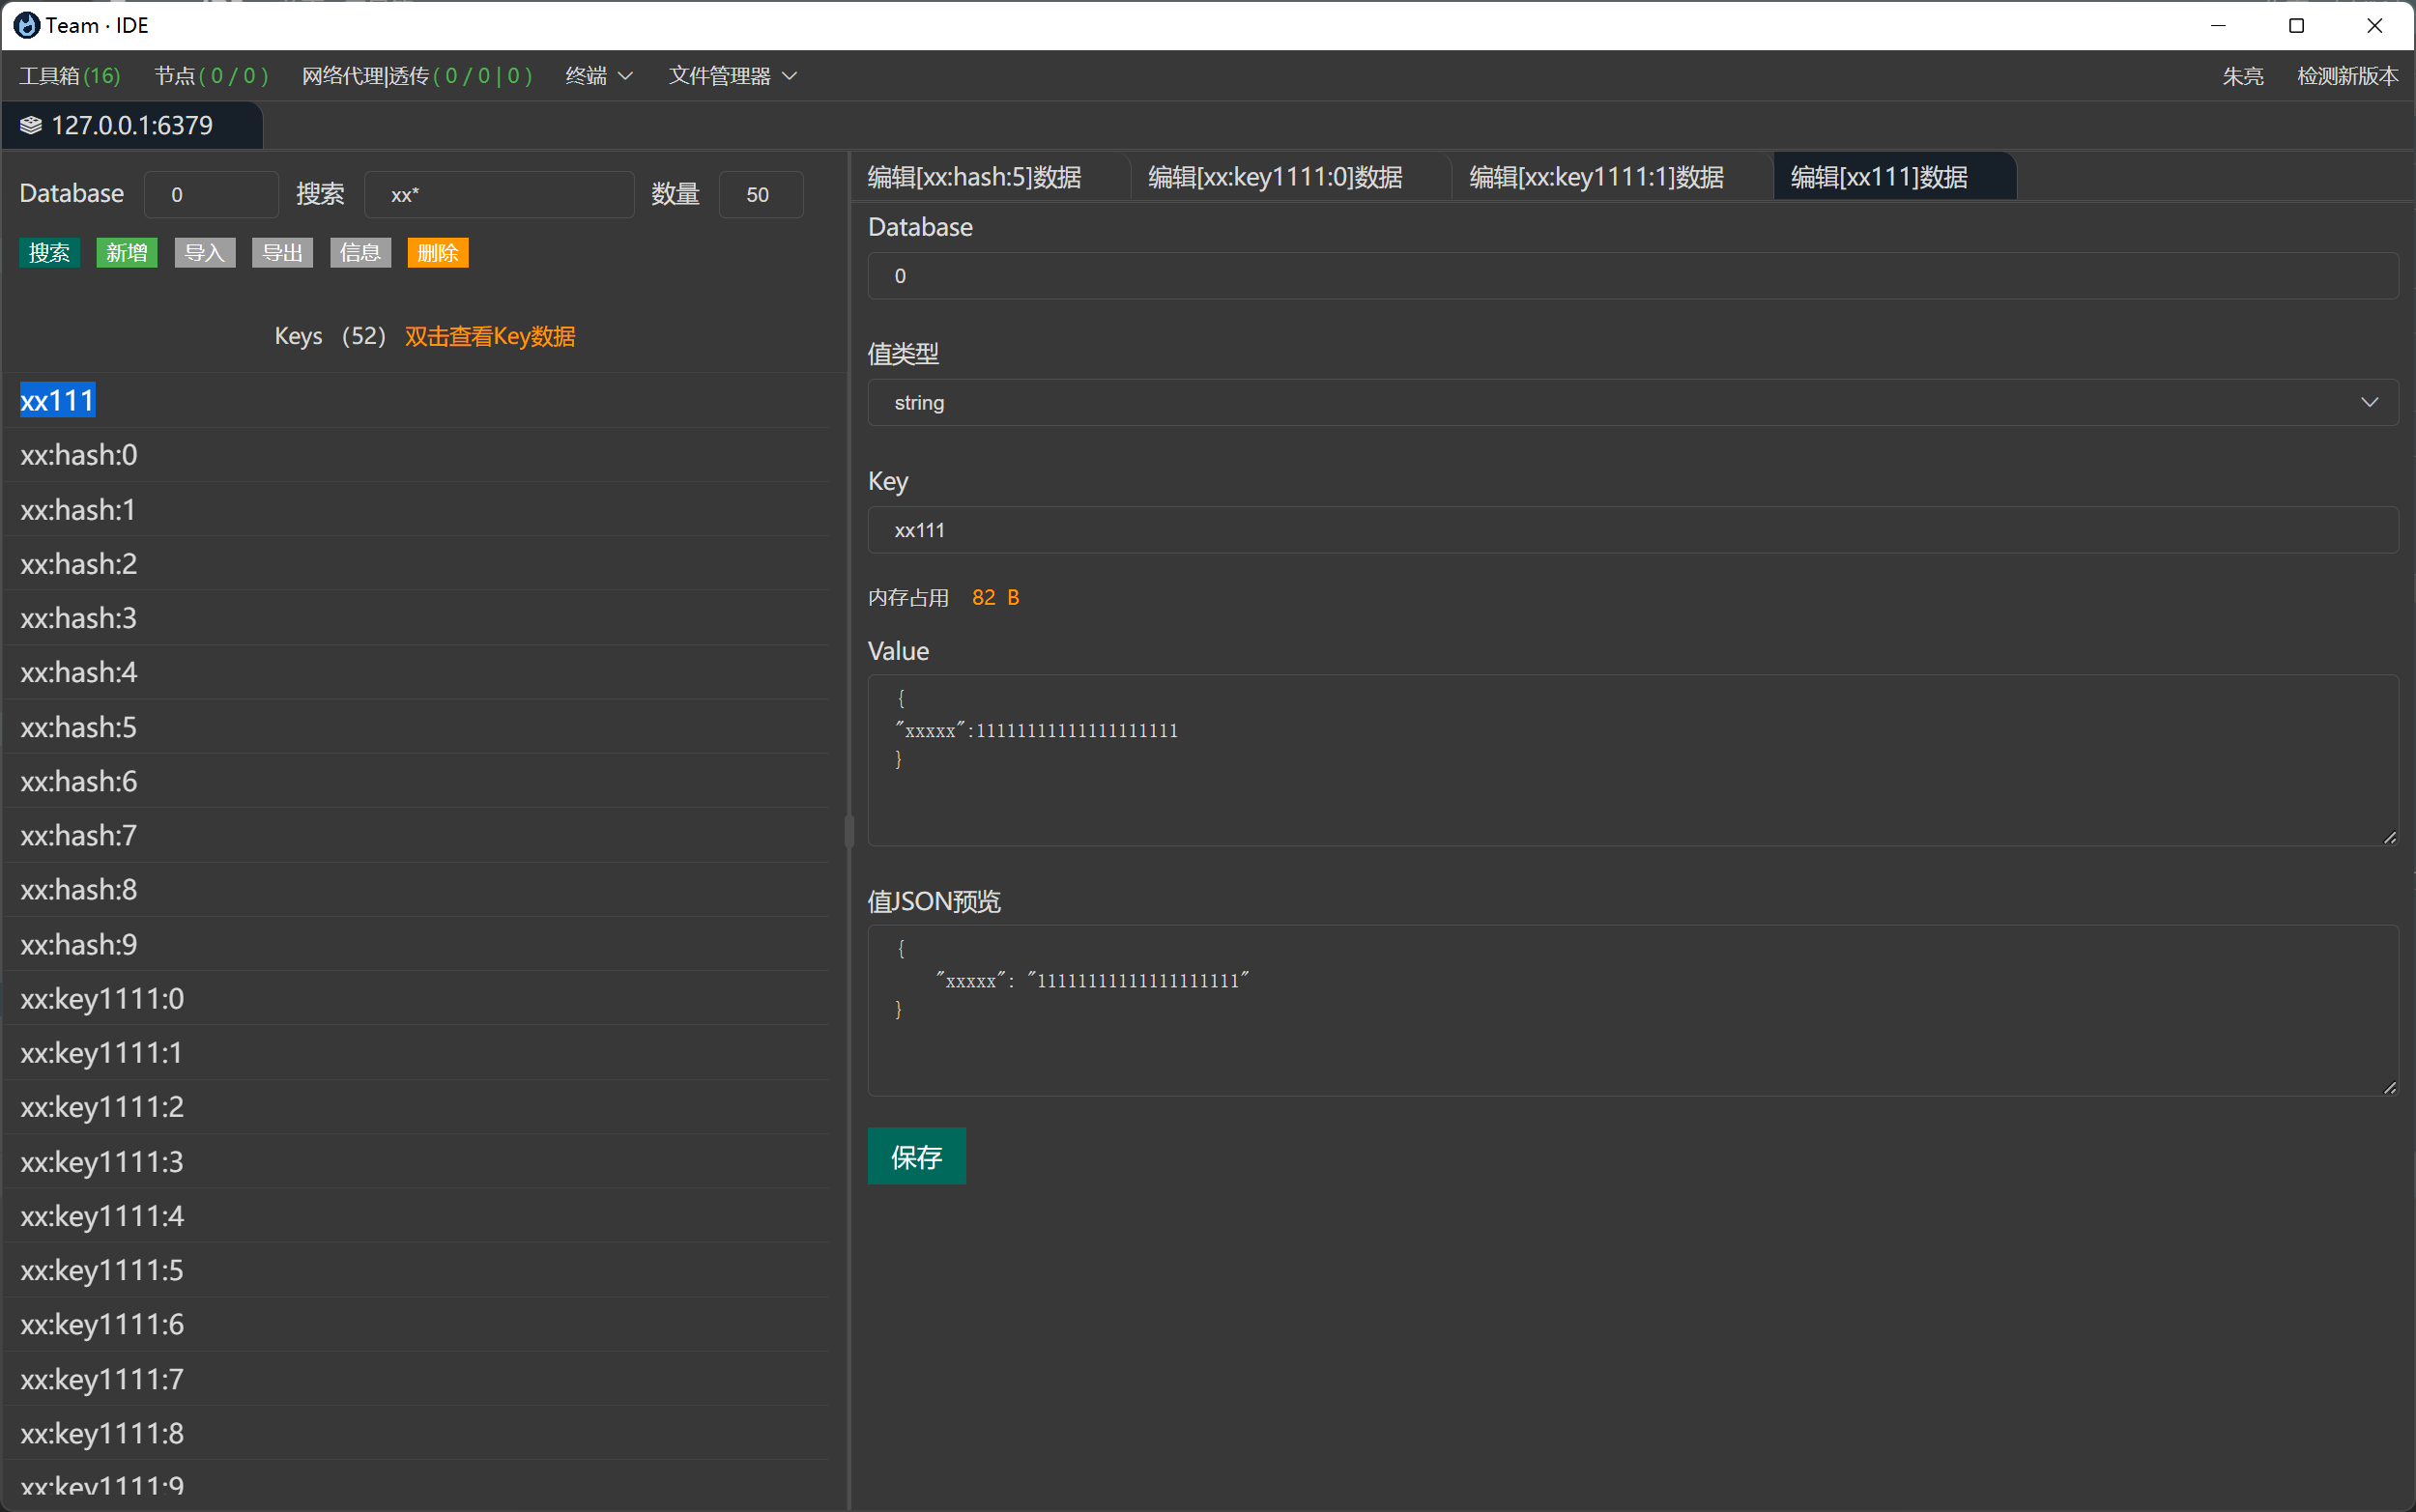 Team · IDE
工具箱(16) 节点( 0 / 0 ) 网络代理|透传( 0 / 0 | 0 ) 终端 文件管理器 朱亮 检测新版本
127.0.0.1:6379
Database 0 搜索 xx* 数量 50
搜索 新增 导入 导出 信息 删除
Keys （52） 双击查看Key数据
xx111
xx:hash:0
xx:hash:1
xx:hash:2
xx:hash:3
xx:hash:4
xx:hash:5
xx:hash:6
xx:hash:7
xx:hash:8
xx:hash:9
xx:key1111:0
xx:key1111:1
xx:key1111:2
xx:key1111:3
xx:key1111:4
xx:key1111:5
xx:key1111:6
xx:key1111:7
xx:key1111:8
xx:key1111:9
编辑[xx:hash:5]数据 编辑[xx:key1111:0]数据 编辑[xx:key1111:1]数据 编辑[xx111]数据
Database
0
值类型
string
Key
xx111
内存占用 82 B
Value
{
"xxxxx":11111111111111111111
}
值JSON预览
{
"xxxxx": "11111111111111111111"
}
保存